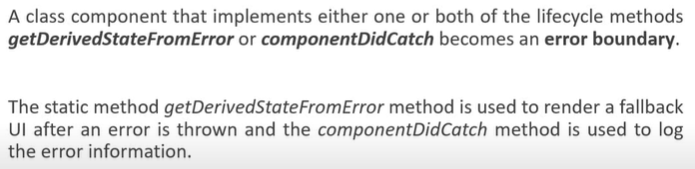 A class component that implements either one or both of the lifecycle methods
getDerivedStateFromError or componentDidCatch becomes an error boundary.
The static method getDerivedStateFromError method is used to render a fallback
UI after an error is thrown and the componentDidCatch method is used to log
the error information.